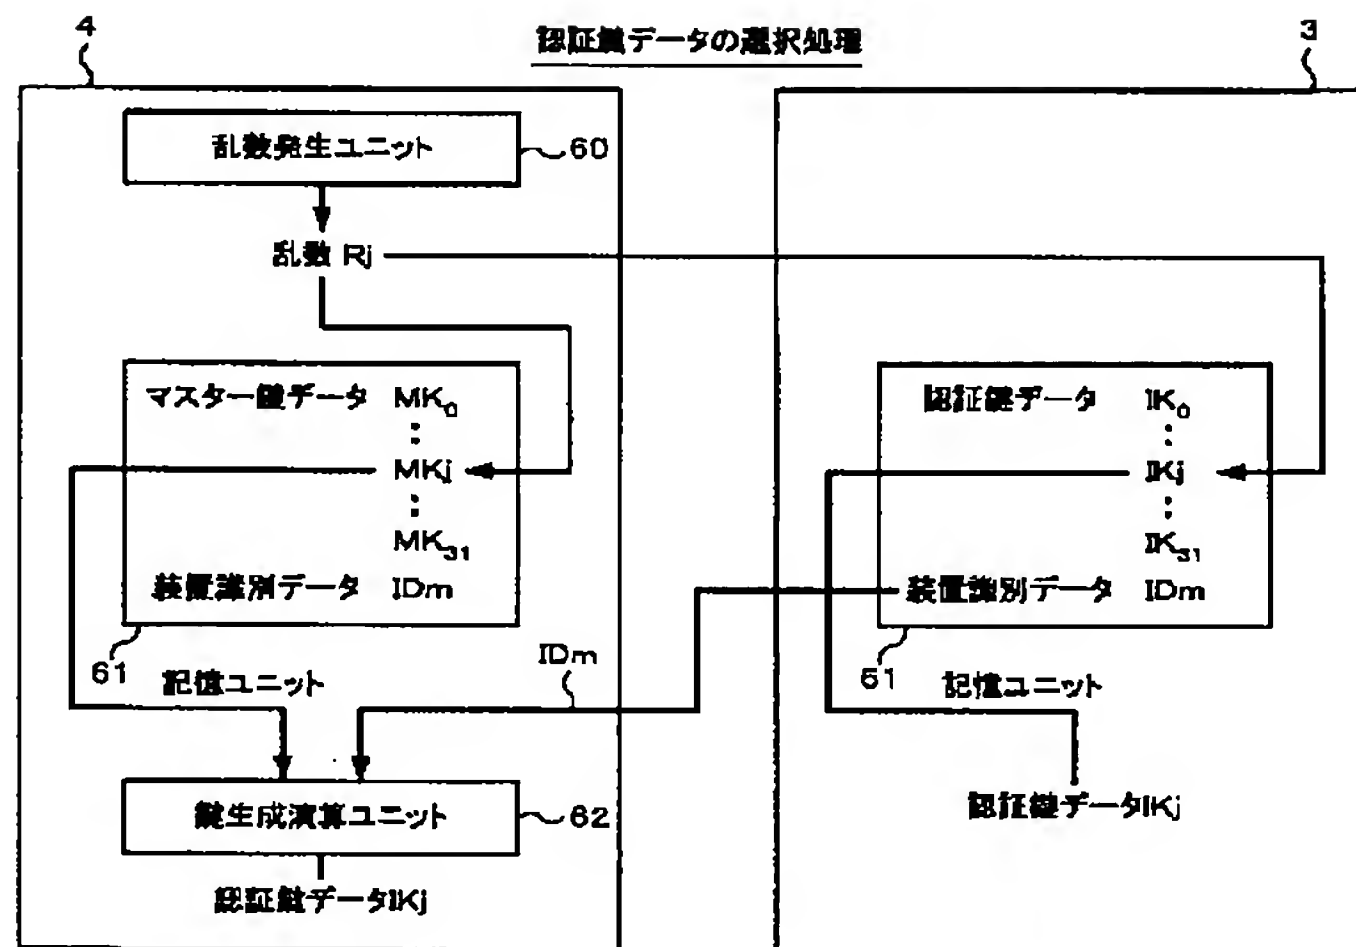 認証鍵データの選択処理
4
3
乱数発生ユニット
60
乱数 Rj
マスター鍵データ MK0
MKj
MK31
装置識別データ IDm
61
記憶ユニット
IDm
鍵生成演算ユニット
62
認証鍵データIKj
認証鍵データ IK0
IKj
IK31
装置識別データ IDm
51
記憶ユニット
認証鍵データIKj